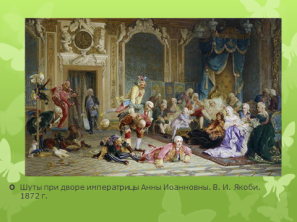 Шуты при дворе императрицы Анны Иоанновны. В. И. Якоби.
1872 г.